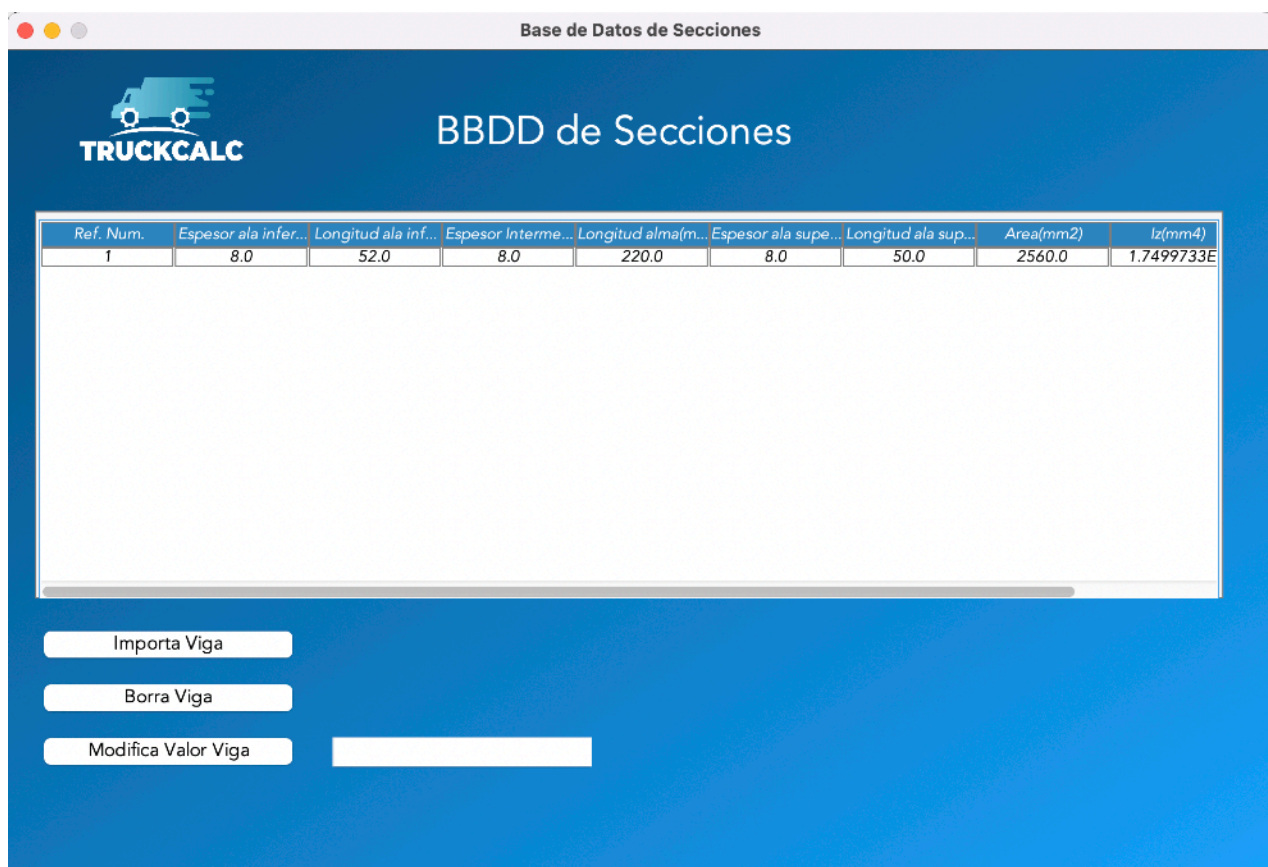 Base de Datos de Secciones
TRUCKCALC
BBDD de Secciones
Ref. Num. Espesor ala infer... Longitud ala inf... Espesor Interme... Longitud alma(m... Espesor ala supe... Longitud ala sup... Area(mm2) Iz(mm4)
1 8.0 52.0 8.0 220.0 8.0 50.0 2560.0 1.7499733E
Importa Viga
Borra Viga
Modifica Valor Viga